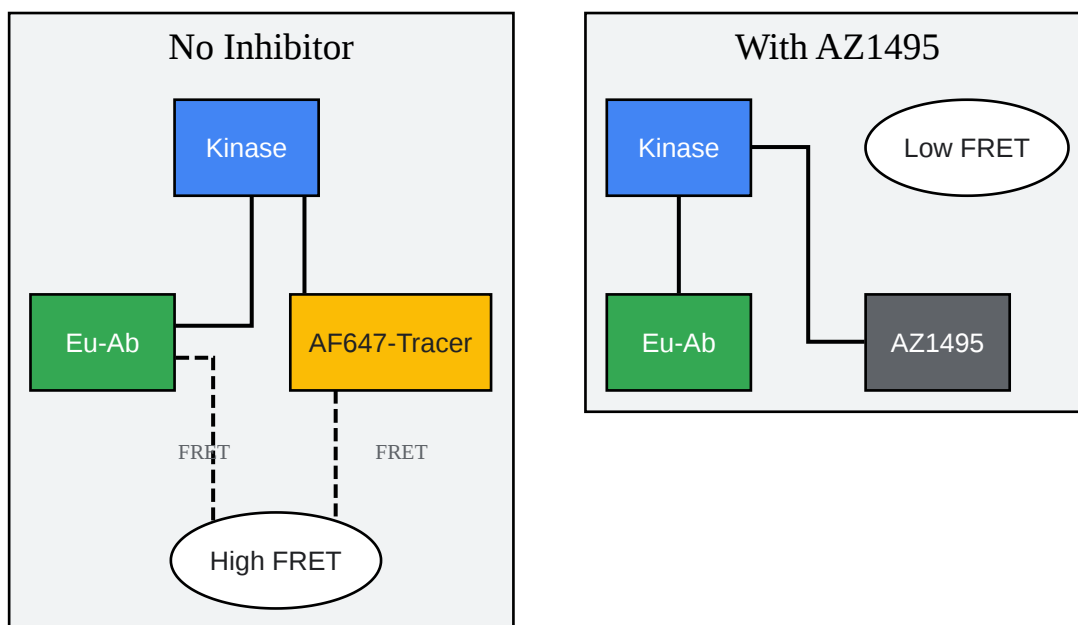 No Inhibitor
Kinase
Eu-Ab
AF647-Tracer
FRET
FRET
High FRET
With AZ1495
Kinase
Low FRET
Eu-Ab
AZ1495